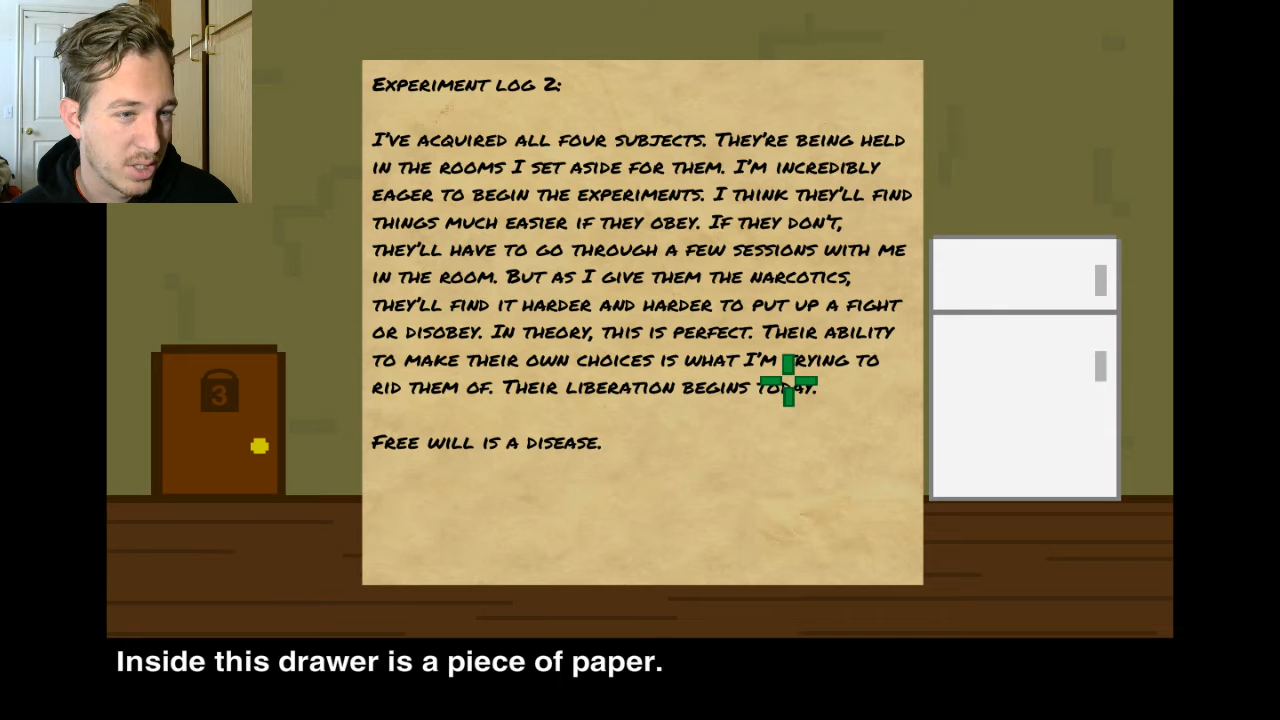 Experiment log 2:
I've acquired all four subjects. They're being held
in the rooms I set aside for them. I'm incredibly
eager to begin the experiments. I think they'll find
things much easier if they obey. If they don't,
they'll have to go through a few sessions with me
in the room. But as I give them the narcotics,
they'll find it harder and harder to put up a fight
or disobey. In theory, this is perfect. Their ability
to make their own choices is what I'm trying to
rid them of. Their liberation begins today.
Free will is a disease.
3
Inside this drawer is a piece of paper.